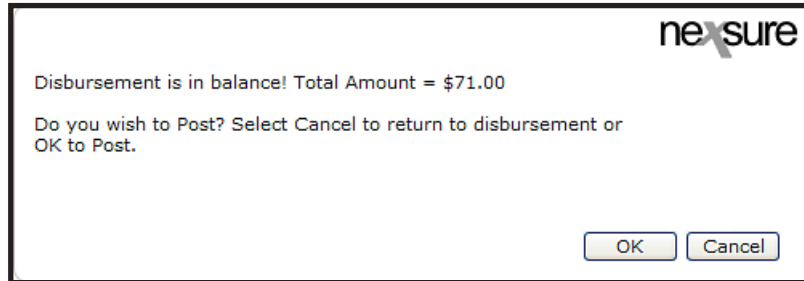 nexsure
Disbursement is in balance! Total Amount = $71.00
Do you wish to Post? Select Cancel to return to disbursement or
OK to Post.
OK
Cancel